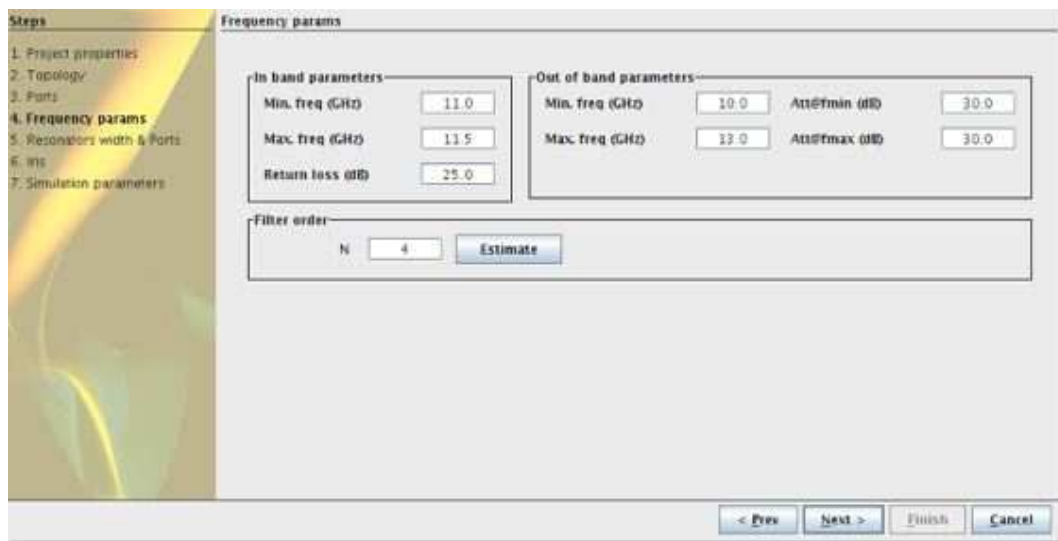 Steps
1. Project properties
2. Topology
3. Ports
4. Frequency params
5. Resonators width & Ports
6. Iris
7. Simulation parameters
Frequency params
In band parameters
Min. freq (GHz) 11.0
Max. freq (GHz) 11.5
Return loss (dB) 25.0
Out of band parameters
Min. freq (GHz) 10.0 Att@fmin (dB) 30.0
Max. freq (GHz) 13.0 Att@fmax (dB) 30.0
Filter order
N 4 Estimate
< Prev Next > Finish Cancel